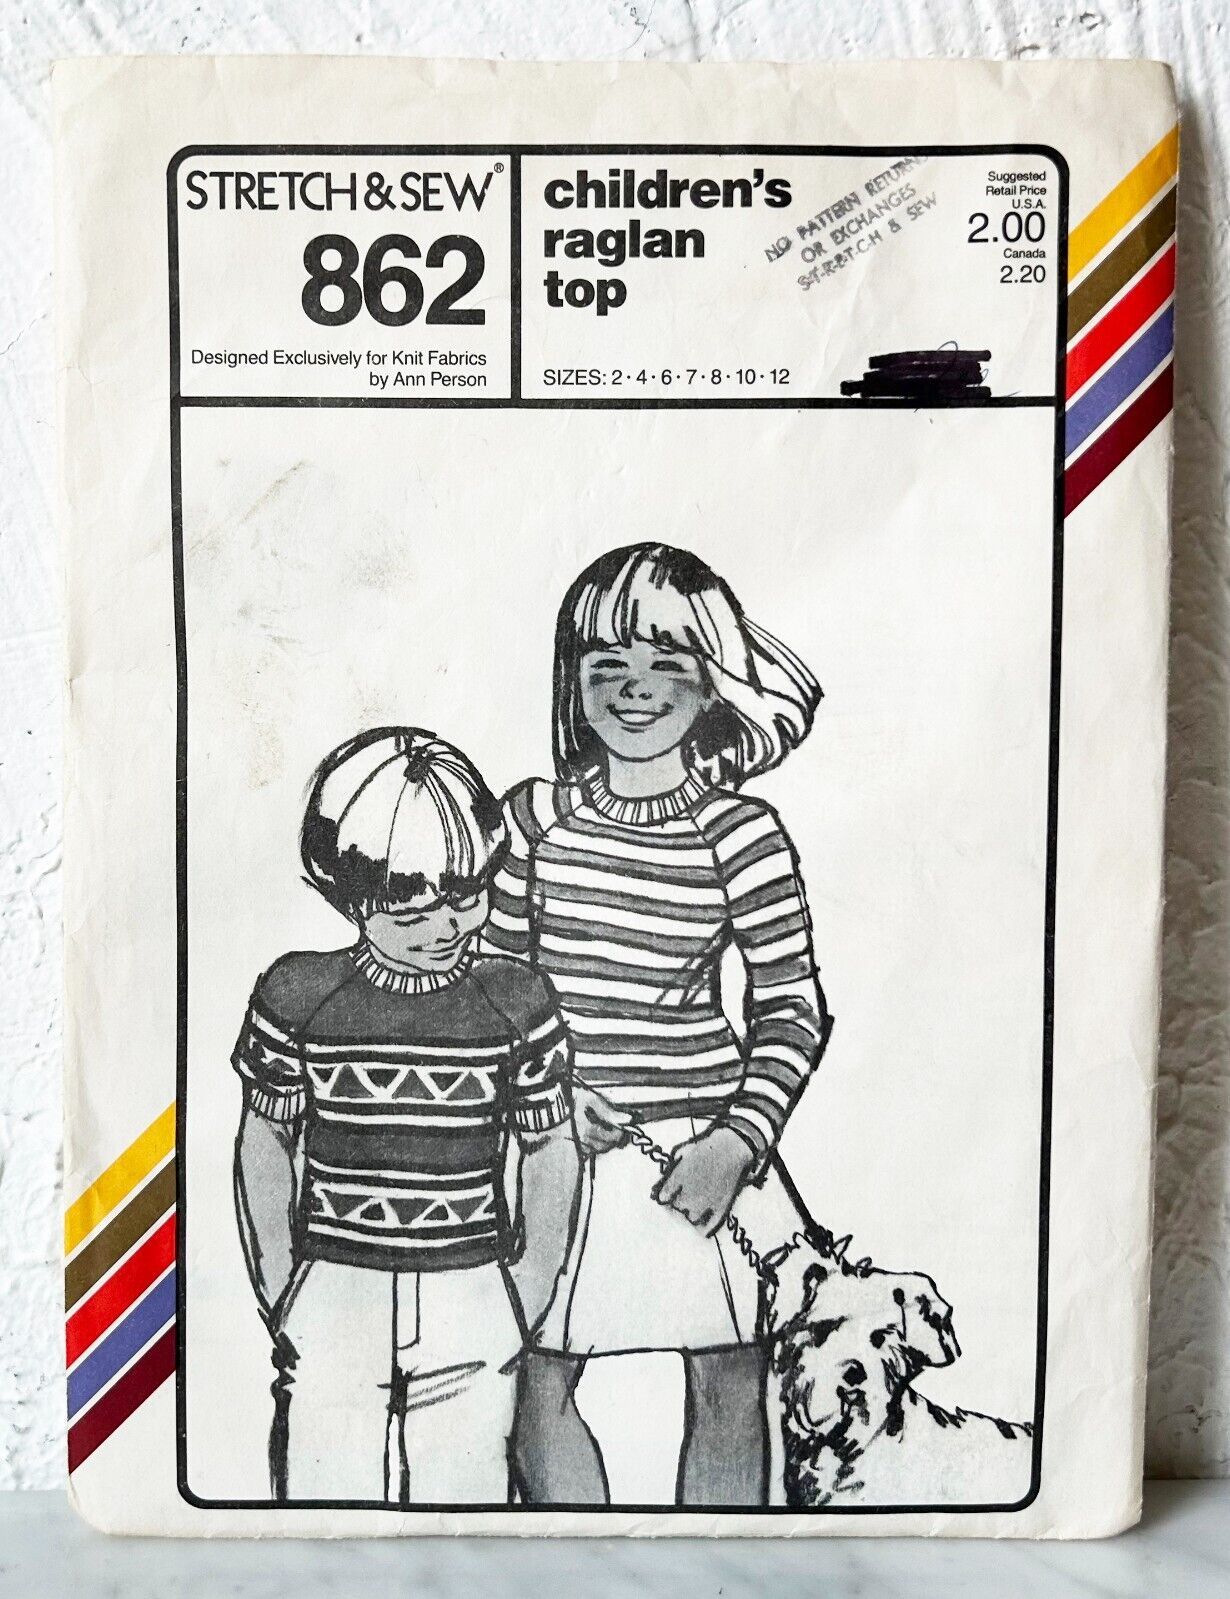 STRETCH&SEW®
862
Designed Exclusively for Knit Fabrics
by Ann Person
children's
raglan
top
SIZES: 2 · 4 · 6 · 7 · 8 · 10 · 12
NO PATTERN RETURNS
OR EXCHANGES
S-T-R-E-T-C-H & SEW
Suggested
Retail Price
U.S.A.
2.00
Canada
2.20